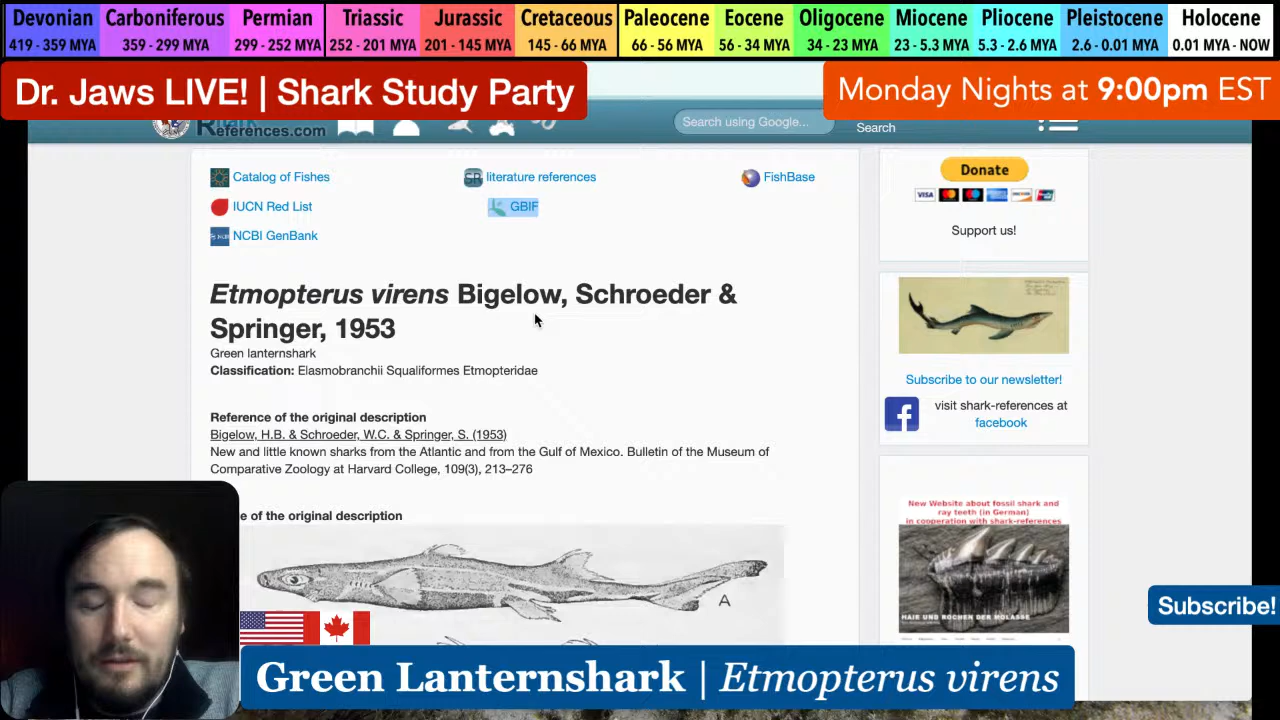 Devonian Carboniferous Permian Triassic Jurassic Cretaceous Paleocene Eocene Oligocene Miocene Pliocene Pleistocene Holocene
419 - 359 MYA 359 - 299 MYA 299 - 252 MYA 252 - 201 MYA 201 - 145 MYA 145 - 66 MYA 66 - 56 MYA 56 - 34 MYA 34 - 23 MYA 23 - 5.3 MYA 5.3 - 2.6 MYA 2.6 - 0.01 MYA 0.01 MYA - NOW
Dr. Jaws LIVE! | Shark Study Party
Monday Nights at 9:00pm EST
References.com
Search using Google...
Search
Catalog of Fishes
literature references
FishBase
IUCN Red List
GBIF
NCBI GenBank
Donate
VISA
Support us!
Etmopterus virens Bigelow, Schroeder &
Springer, 1953
Green lanternshark
Classification: Elasmobranchii Squaliformes Etmopteridae
Reference of the original description
Bigelow, H.B. & Schroeder, W.C. & Springer, S. (1953)
New and little known sharks from the Atlantic and from the Gulf of Mexico. Bulletin of the Museum of
Comparative Zoology at Harvard College, 109(3), 213–276
e of the original description
A
Subscribe to our newsletter!
visit shark-references at
facebook
New Website about fossil shark and
ray teeth (in German)
in cooperation with shark-references
HAIE UND ROCHEN DER MOLASSE
Subscribe!
Green Lanternshark | Etmopterus virens